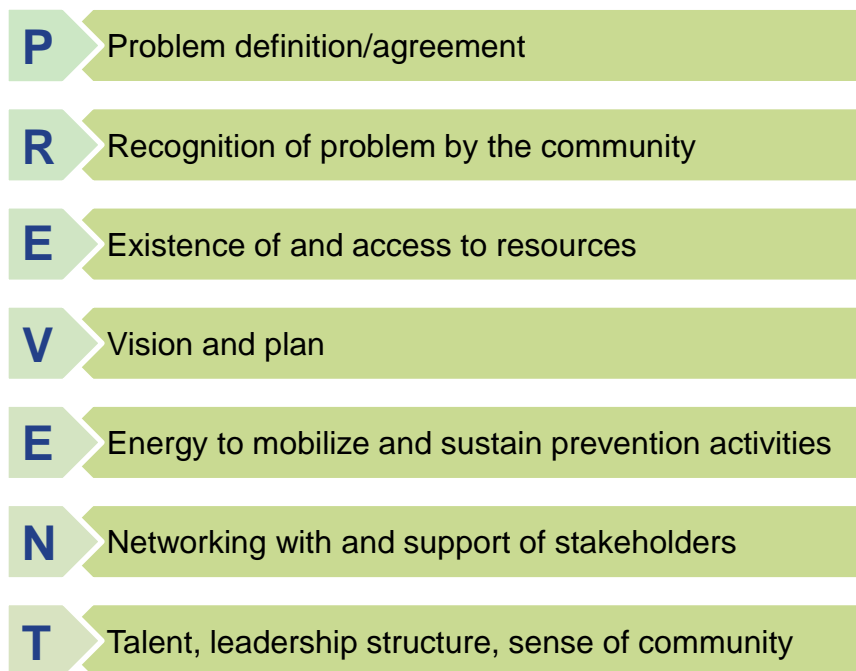 P Problem definition/agreement
R Recognition of problem by the community
E Existence of and access to resources
V Vision and plan
E Energy to mobilize and sustain prevention activities
N Networking with and support of stakeholders
T Talent, leadership structure, sense of community